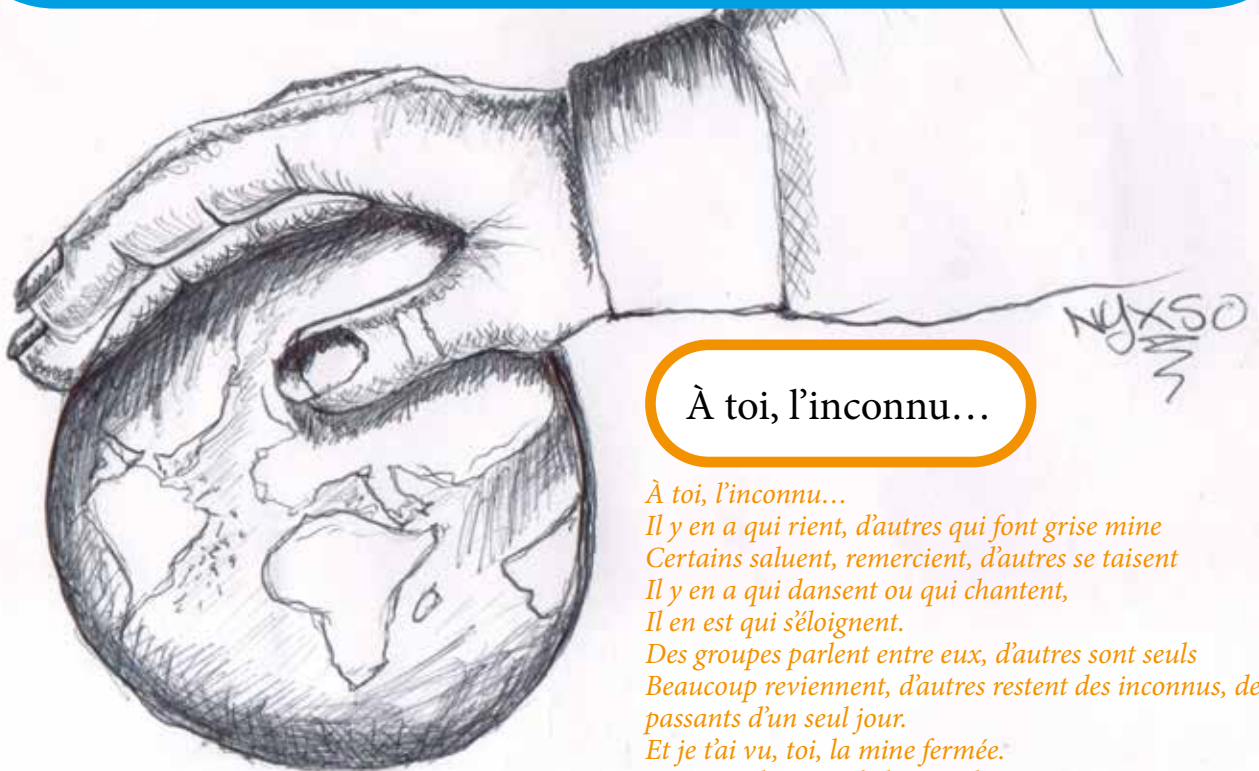 NYXSO
À toi, l’inconnu…
À toi, l’inconnu…
Il y en a qui rient, d’autres qui font grise mine
Certains saluent, remercient, d’autres se taisent
Il y en a qui dansent ou qui chantent,
Il en est qui s’éloignent.
Des groupes parlent entre eux, d’autres sont seuls
Beaucoup reviennent, d’autres restent des inconnus, de
passants d’un seul jour.
Et je t’ai vu, toi, la mine fermée.